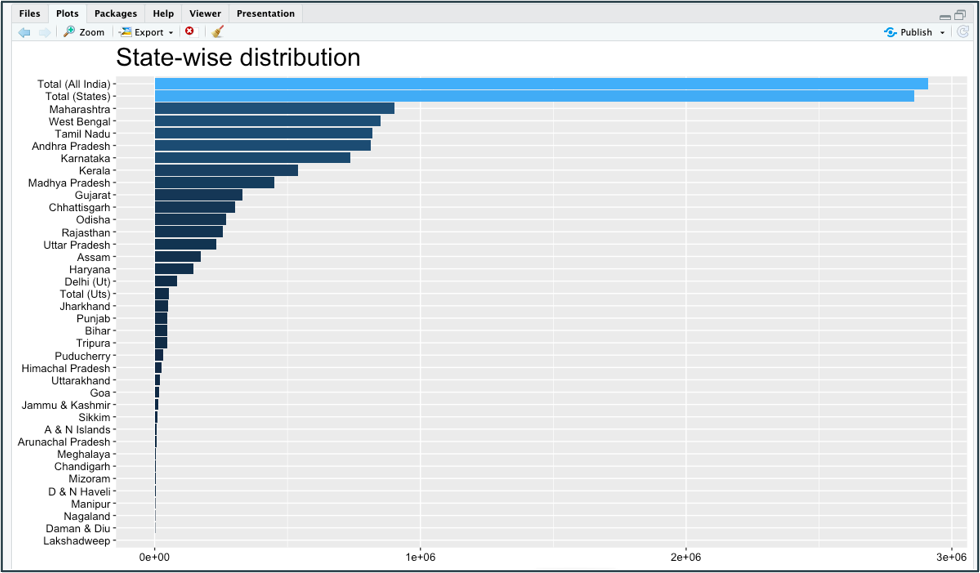 Files Plots Packages Help Viewer Presentation
Zoom Export Publish
State-wise distribution
Total (All India)
Total (States)
Maharashtra
West Bengal
Tamil Nadu
Andhra Pradesh
Karnataka
Kerala
Madhya Pradesh
Gujarat
Chhattisgarh
Odisha
Rajasthan
Uttar Pradesh
Assam
Haryana
Delhi (Ut)
Total (Uts)
Jharkhand
Punjab
Bihar
Tripura
Puducherry
Himachal Pradesh
Uttarakhand
Goa
Jammu & Kashmir
Sikkim
A & N Islands
Arunachal Pradesh
Meghalaya
Chandigarh
Mizoram
D & N Haveli
Manipur
Nagaland
Daman & Diu
Lakshadweep
0e+00 1e+06 2e+06 3e+06